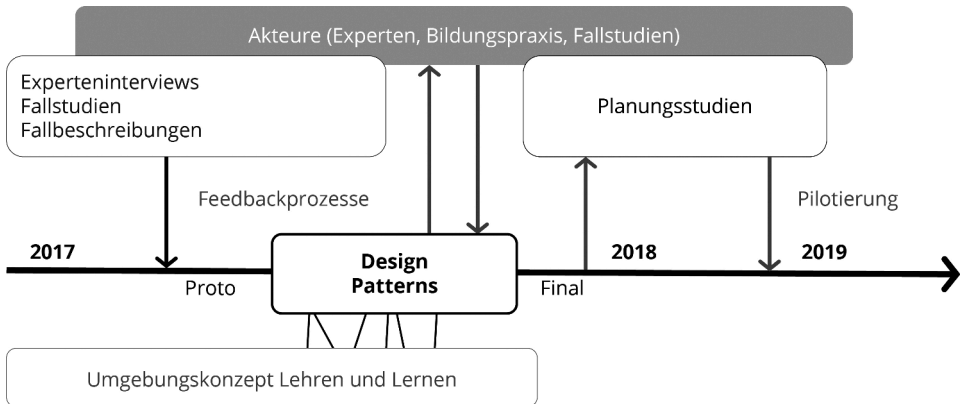 Akteure (Experten, Bildungspraxis, Fallstudien)
Experteninterviews
Fallstudien
Fallbeschreibungen
Planungsstudien
Feedbackprozesse
Pilotierung
2017
Design
Patterns
2018
2019
Proto
Final
Umgebungskonzept Lehren und Lernen